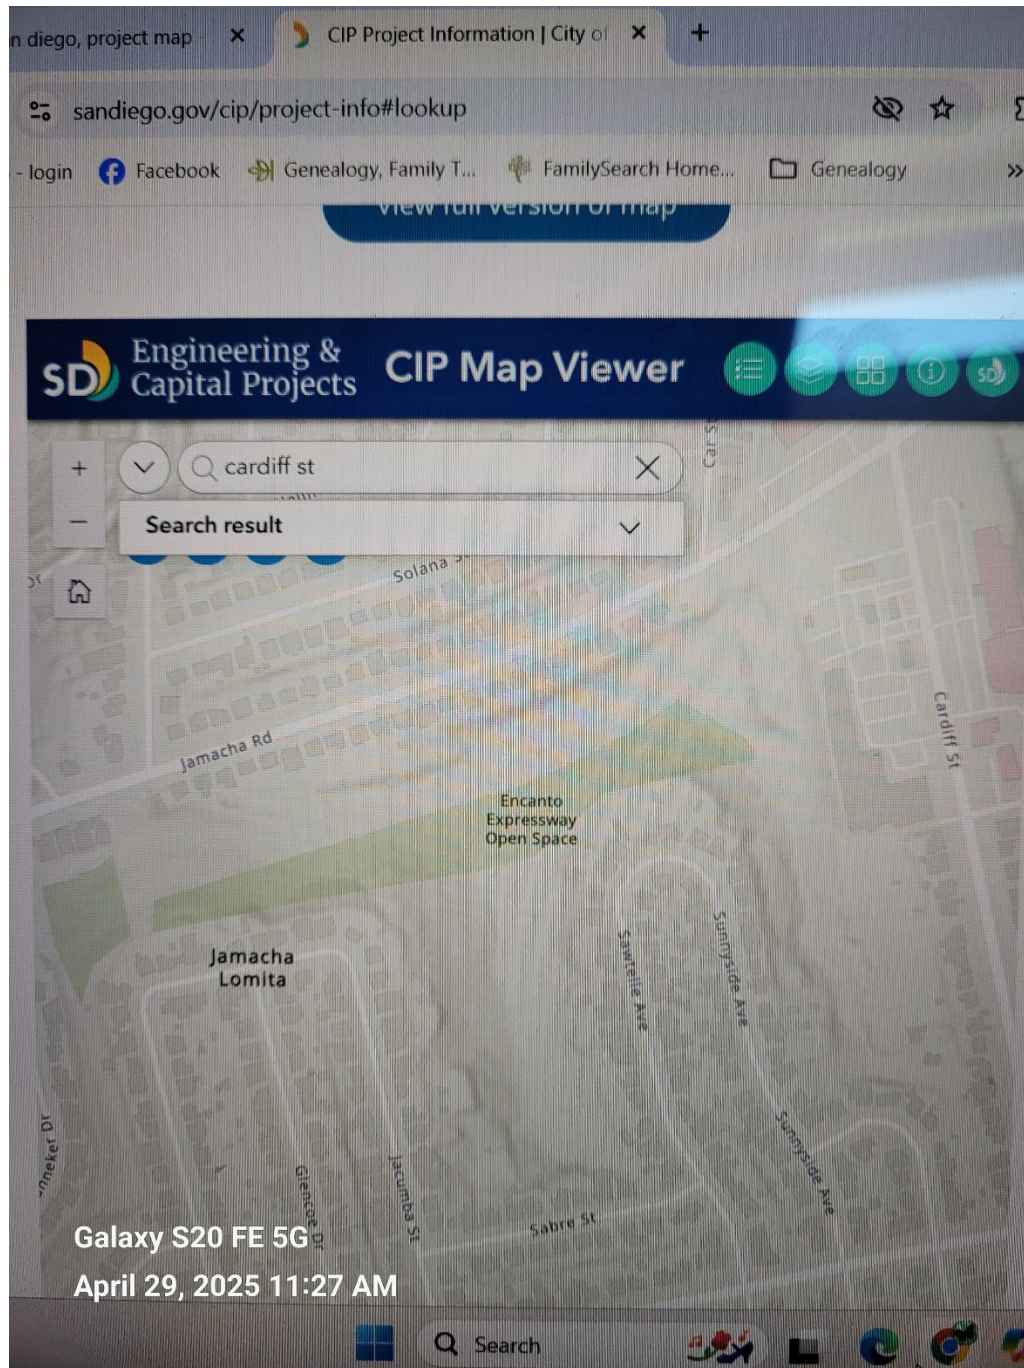 n diego, project map
CIP Project Information | City of
sandiego.gov/cip/project-info#lookup
- login
Facebook
Genealogy, Family T...
FamilySearch Home...
Genealogy
»
View full version of map
SD
Engineering &
Capital Projects
CIP Map Viewer
SD
+
cardiff st
−
Search result
Solana
Jamacha Rd
Cardiff St
Encanto
Expressway
Open Space
Jamacha
Lomita
Sawtelle Ave
Sunnyside Ave
Sunnyside Ave
nneker Dr
Glencoe Dr
Jacumba St
Sabre St
Galaxy S20 FE 5G
April 29, 2025 11:27 AM
Search